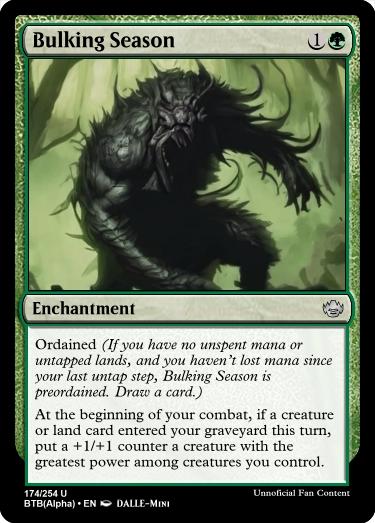 Bulking Season 1
Enchantment
Ordained (If you have no unspent mana or
untapped lands, and you haven't lost mana since
your last untap step, Bulking Season is
preordained. Draw a card.)
At the beginning of your combat, if a creature
or land card entered your graveyard this turn,
put a +1/+1 counter a creature with the
greatest power among creatures you control.
174/254 U
BTB(Alpha) • EN DALLE-Mini
Unofficial Fan Content